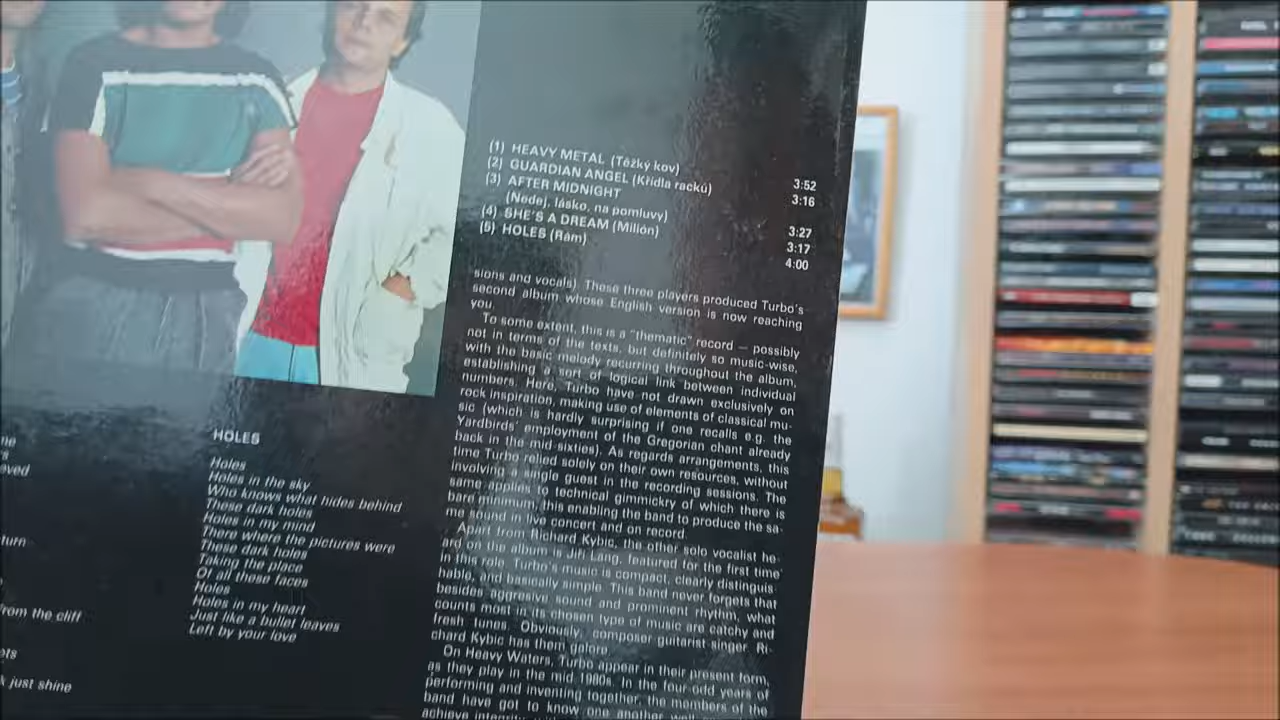 (1) HEAVY METAL (Těžký kov) 3:52
(2) GUARDIAN ANGEL (Křídla racků) 3:16
(3) AFTER MIDNIGHT
(Nedej, lásko, na pomluvy) 3:27
(4) SHE'S A DREAM (Milión) 3:17
(5) HOLES (Rám) 4:00
sions and vocals). These three players produced Turbo's
second album whose English version is now reaching
you.
To some extent, this is a "thematic" record — possibly
not in terms of the texts, but definitely so music-wise,
with the basic melody recurring throughout the album,
establishing a sort of logical link between individual
numbers. Here, Turbo have not drawn exclusively on
rock inspiration, making use of elements of classical mu-
sic (which is hardly surprising if one recalls e.g. the
Yardbirds' employment of the Gregorian chant already
back in the mid-sixties). As regards arrangements, this
time Turbo relied solely on their own resources, without
involving single guest in the recording sessions. The
same applies to technical gimmickry of which there is
bare minimum, this enabling the band to produce the sa-
me sound in live concert and on record.
Apart from Richard Kybic, the other solo vocalist he-
ard on the album is Jiří Lang, featured for the first time
in this role. Turbo's music is compact, clearly distinguis
hable, and basically simple. This band never forgets that
besides aggresive sound and prominent rhythm, what
counts most in its chosen type of music are catchy and
fresh tunes. Obviously, composer guitarist singer Ri-
chard Kybic has them galore.
On Heavy Waters, Turbo appear in their present form,
as they play in the mid 1980s. In the four-odd years of
performing and inventing together, the members of the
band have got to know one another well
achieve integrity
HOLES
Holes
Holes in the sky
Who knows what hides behind
These dark holes
Holes in my mind
There where the pictures were
These dark holes
Taking the place
Of all these faces
Holes
Holes in my heart
Just like a bullet leaves
Left by your love
from the cliff
just shine